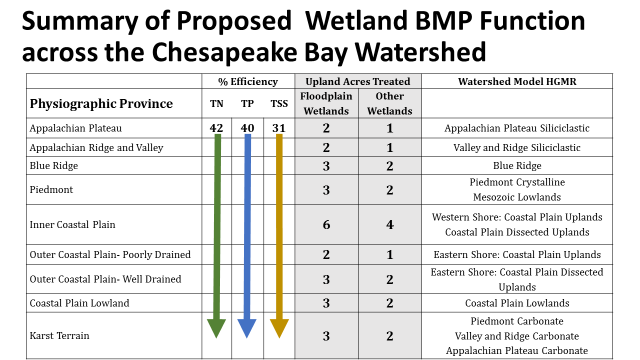 Summary of Proposed Wetland BMP Function
across the Chesapeake Bay Watershed
% Efficiency Upland Acres Treated Watershed Model HGMR
Physiographic Province TN TP TSS Floodplain Wetlands Other Wetlands
Appalachian Plateau 42 40 31 2 1 Appalachian Plateau Siliciclastic
Appalachian Ridge and Valley 2 1 Valley and Ridge Siliciclastic
Blue Ridge 3 2 Blue Ridge
Piedmont 3 2 Piedmont Crystalline
Mesozoic Lowlands
Inner Coastal Plain 6 4 Western Shore: Coastal Plain Uplands
Coastal Plain Dissected Uplands
Outer Coastal Plain- Poorly Drained 2 1 Eastern Shore: Coastal Plain Uplands
Outer Coastal Plain- Well Drained 3 2 Eastern Shore: Coastal Plain Dissected
Uplands
Coastal Plain Lowland 3 2 Coastal Plain Lowlands
Karst Terrain 3 2 Piedmont Carbonate
Valley and Ridge Carbonate
Appalachian Plateau Carbonate